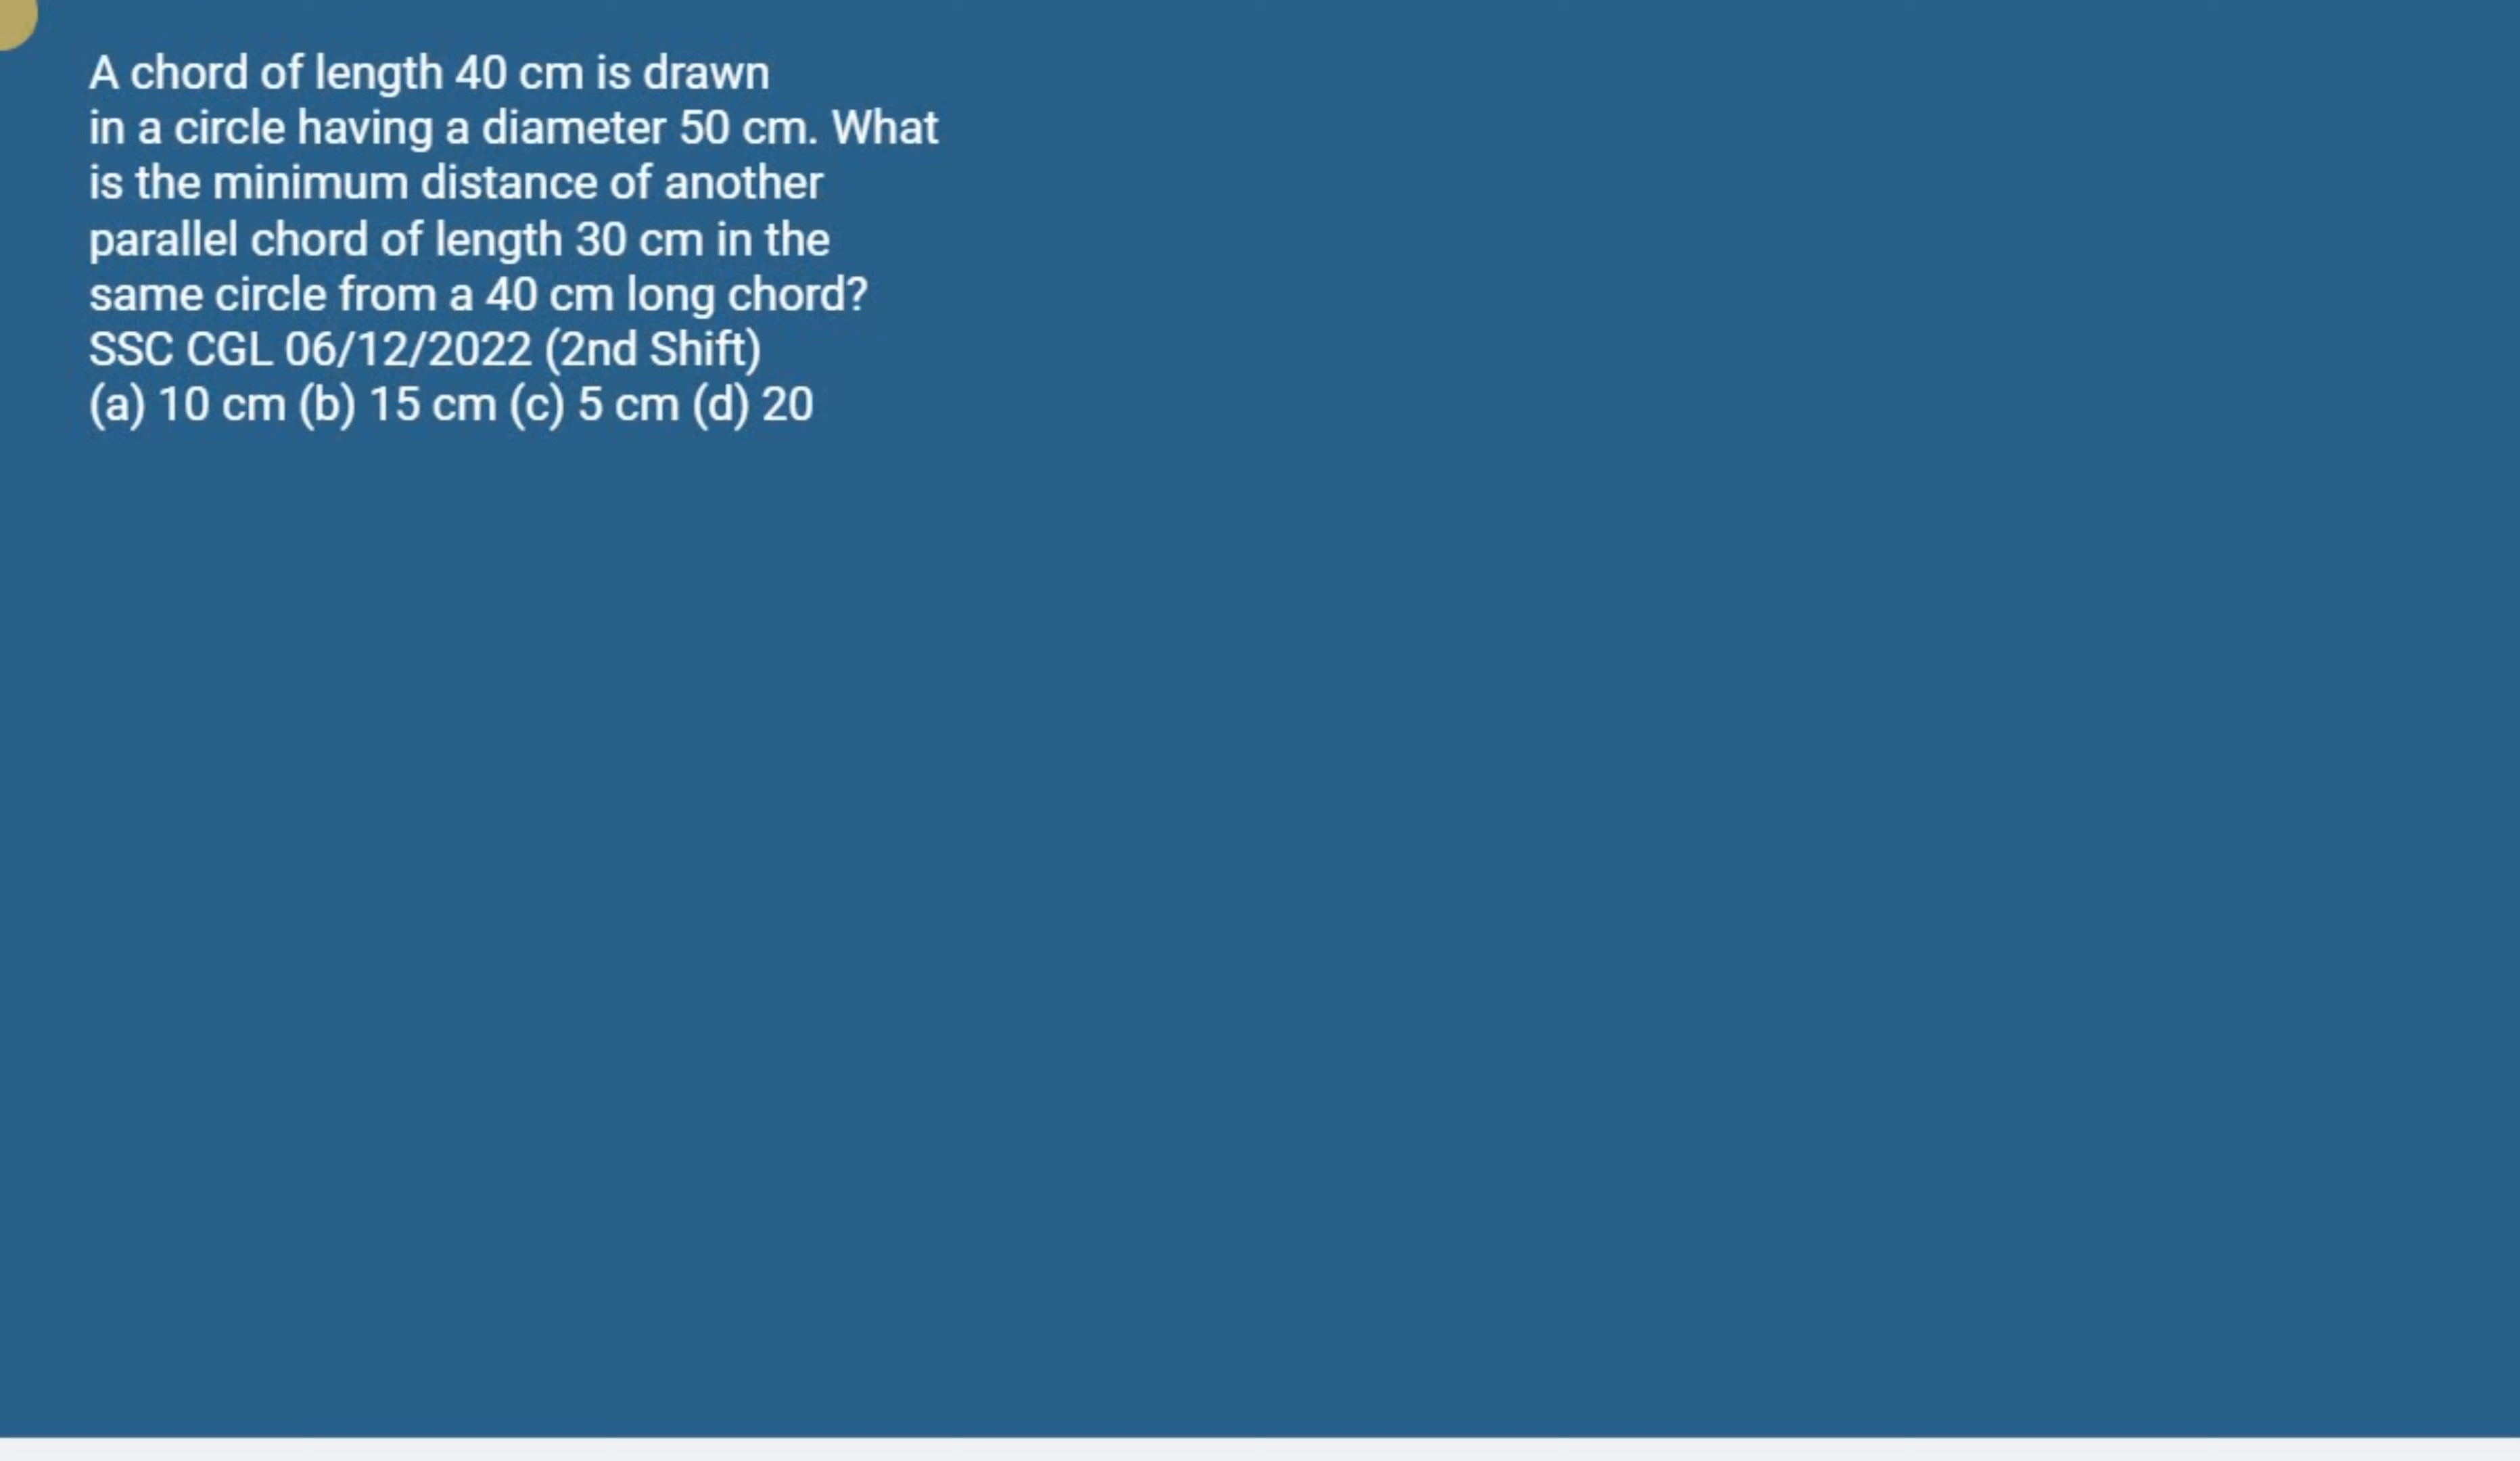 A chord of length 40 cm is drawn
in a circle having a diameter 50 cm. What
is the minimum distance of another
parallel chord of length 30 cm in the
same circle from a 40 cm long chord?
SSC CGL 06/12/2022 (2nd Shift)
(a) 10 cm (b) 15 cm (c) 5 cm (d) 20